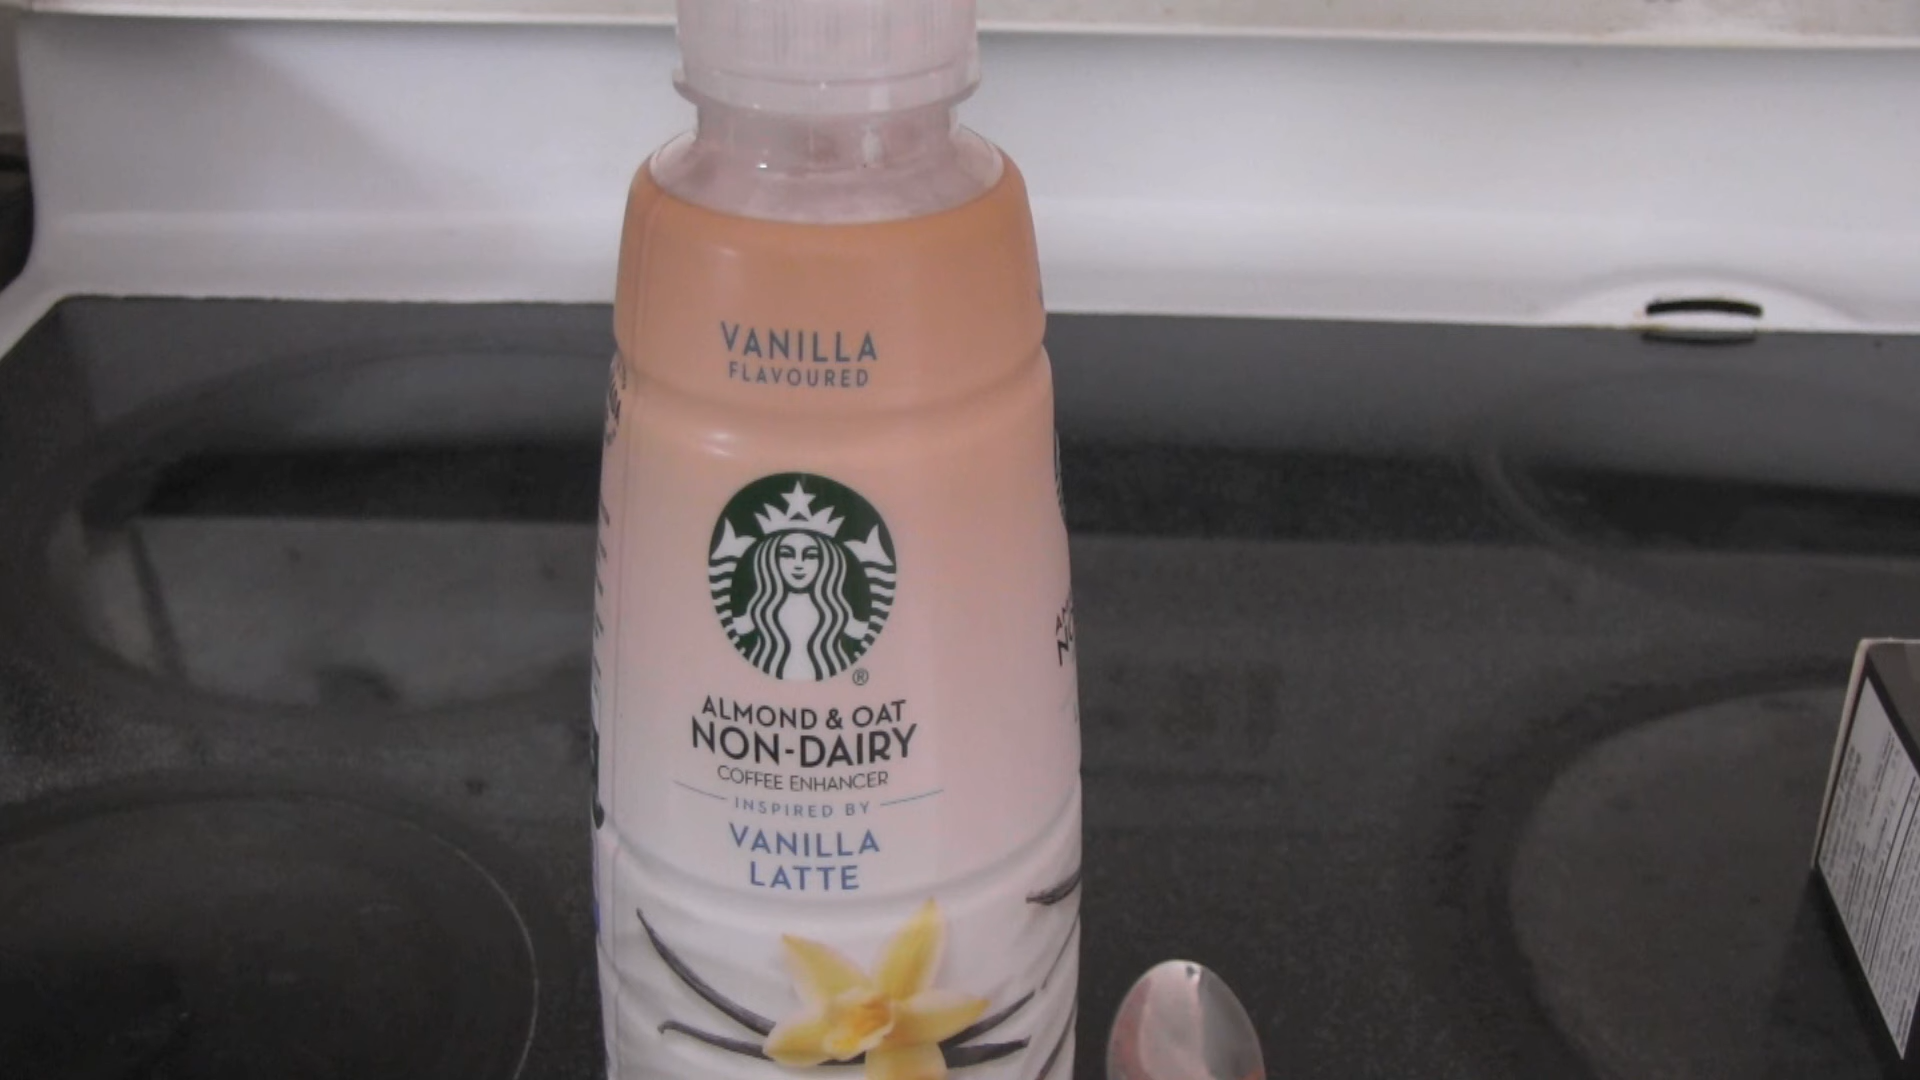 VANILLA
FLAVOURED
®
ALMOND & OAT
NON-DAIRY
COFFEE ENHANCER
INSPIRED BY
VANILLA
LATTE